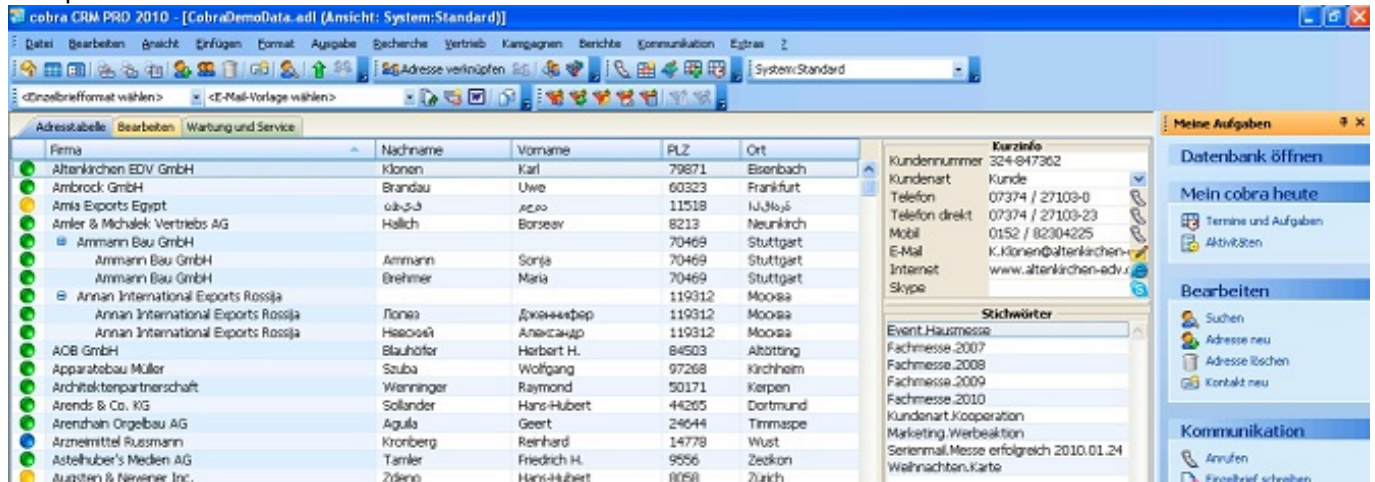 cobra CRM PRO 2010 - [CobraDemoData.adl (Ansicht: System:Standard)]
Datei Bearbeiten Ansicht Einfügen Format Ausgabe Recherche Vertrieb Kampagnen Berichte Kommunikation Extras ?
Adresse verknüpfen System:Standard
<Einzelbriefformat wählen> <E-Mail-Vorlage wählen>
Adresstabelle Bearbeiten Wartung und Service
Firma Nachname Vorname PLZ Ort
Altenkirchen EDV GmbH Klonen Karl 79871 Eisenbach
Ambrock GmbH Brandau Uwe 60323 Frankfurt
Amia Exports Egypt 11518
Amler & Michalek Vertriebs AG Hallich Borseav 8213 Neunkirch
Ammann Bau GmbH 70469 Stuttgart
Ammann Bau GmbH Ammann Sonja 70469 Stuttgart
Ammann Bau GmbH Brehmer Maria 70469 Stuttgart
Annan International Exports Rossija 119312 Москва
Annan International Exports Rossija Лопез Дженнифер 119312 Москва
Annan International Exports Rossija Невский Александр 119312 Москва
AOB GmbH Blauhöfer Herbert H. 84503 Altötting
Apparatebau Müller Szuba Wolfgang 97268 Kirchheim
Architektenpartnerschaft Wenninger Raymond 50171 Kerpen
Arends & Co. KG Sollander Hans-Hubert 44265 Dortmund
Arenzhain Orgelbau AG Aguila Geert 24644 Timmaspe
Arzneimittel Russmann Kronberg Reinhard 14778 Wust
Astelhuber's Medien AG Tamler Friedrich H. 9556 Zezikon
Augsten & Nevener Inc. Zdeno Hans-Hubert 8058 Zürich
Kurzinfo
Kundennummer 324-847362
Kundenart Kunde
Telefon 07374 / 27103-0
Telefon direkt 07374 / 27103-23
Mobil 0152 / 82304225
E-Mail K.Klonen@altenkirchen-
Internet www.altenkirchen-edv.
Skype
Stichwörter
Event.Hausmesse
Fachmesse.2007
Fachmesse.2008
Fachmesse.2009
Fachmesse.2010
Kundenart.Kooperation
Marketing.Werbeaktion
Serienmail.Messe erfolgreich 2010.01.24
Weihnachten.Karte
Meine Aufgaben
Datenbank öffnen
Mein cobra heute
Termine und Aufgaben
Aktivitäten
Bearbeiten
Suchen
Adresse neu
Adresse löschen
Kontakt neu
Kommunikation
Anrufen
Einzelbrief schreiben